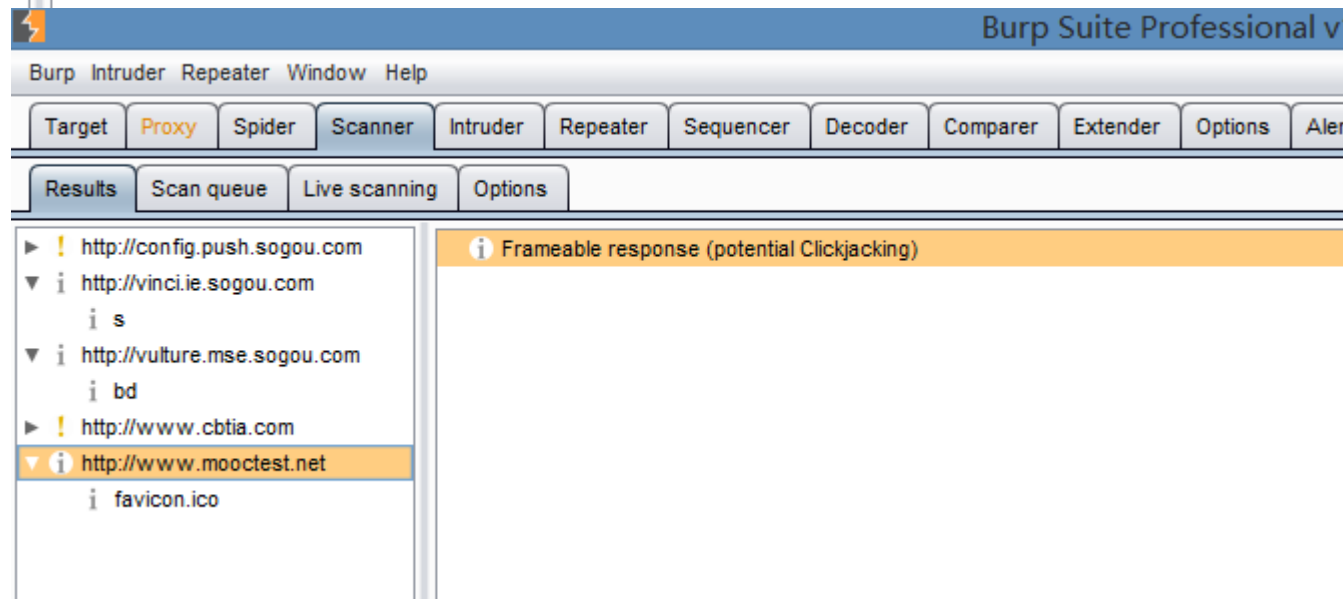 Burp Suite Professional v
Burp Intruder Repeater Window Help
Target Proxy Spider Scanner Intruder Repeater Sequencer Decoder Comparer Extender Options Aler
Results Scan queue Live scanning Options
! http://config.push.sogou.com
i http://vinci.ie.sogou.com
i s
i http://vulture.mse.sogou.com
i bd
! http://www.cbtia.com
i http://www.mooctest.net
i favicon.ico
i Frameable response (potential Clickjacking)